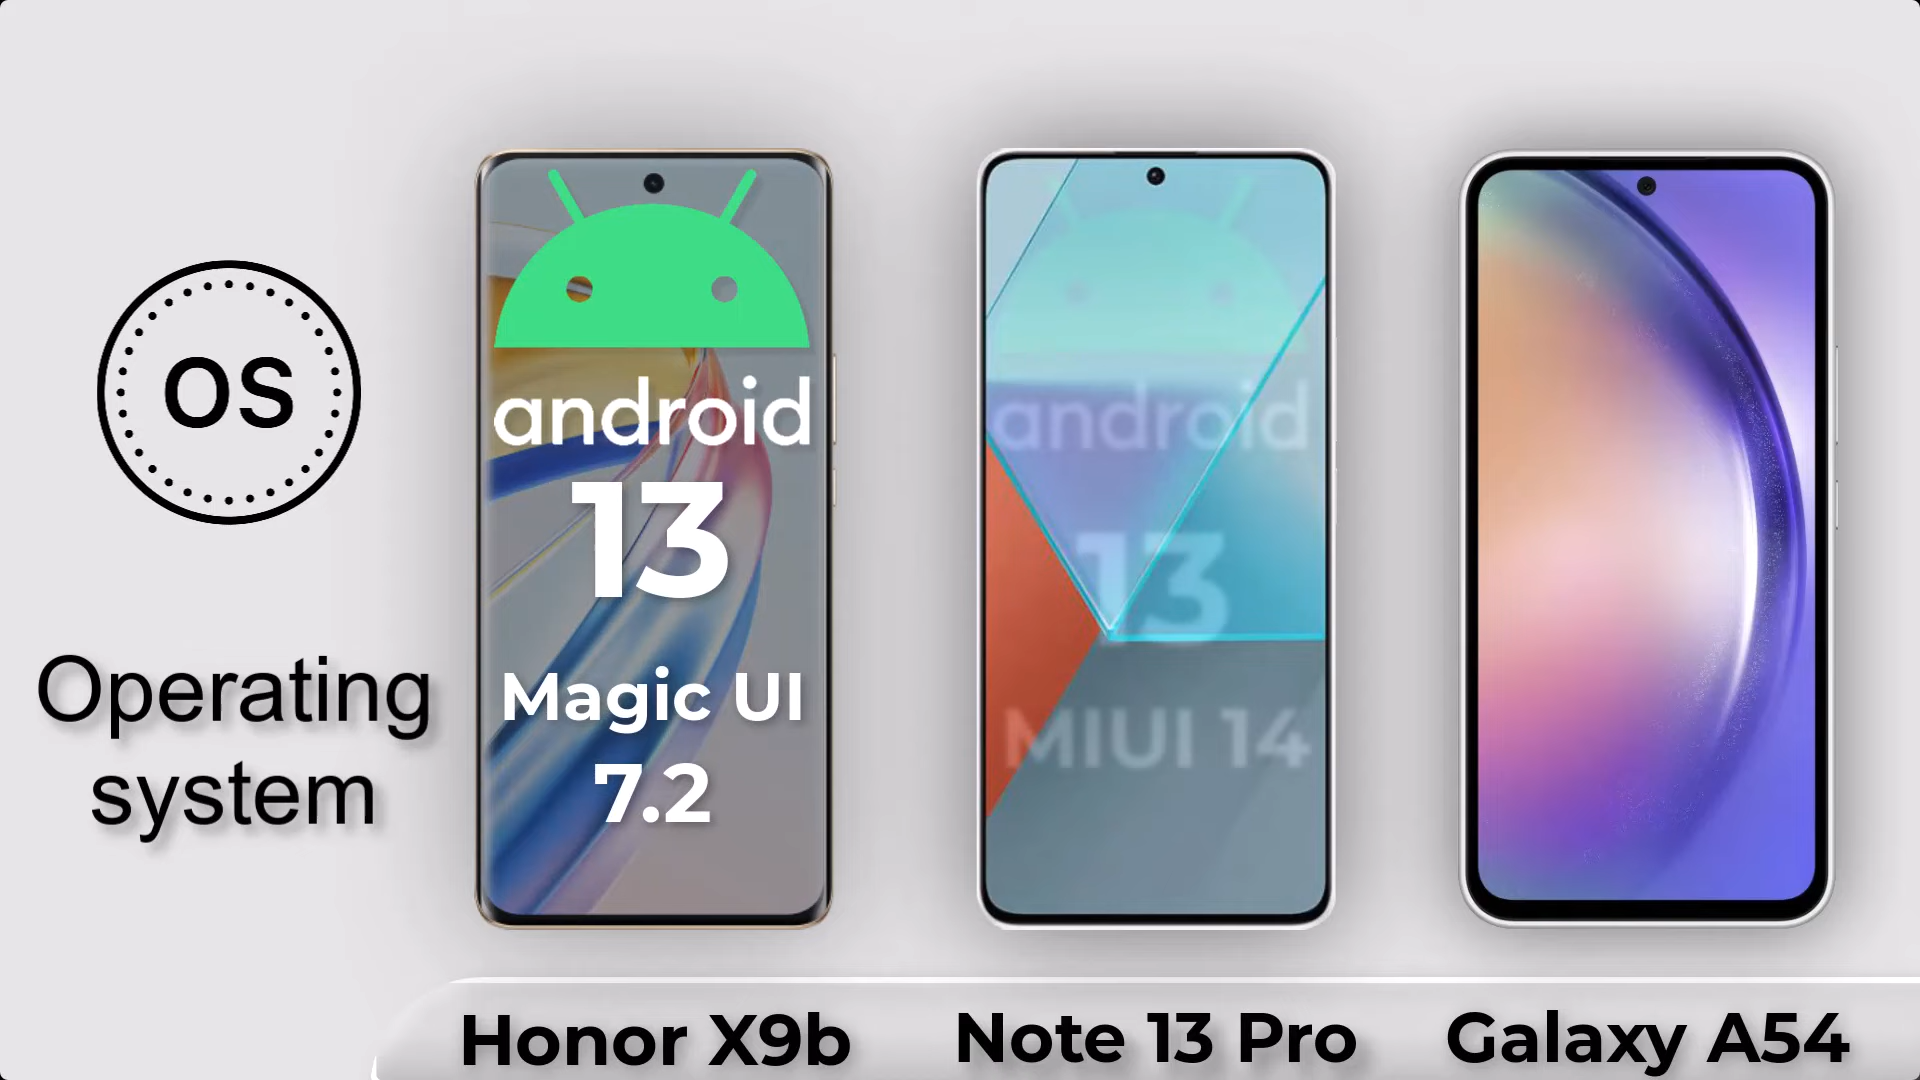 OS
Operating
system
android
13
Magic UI
7.2
android
13
MIUI 14
Honor X9b
Note 13 Pro
Galaxy A54